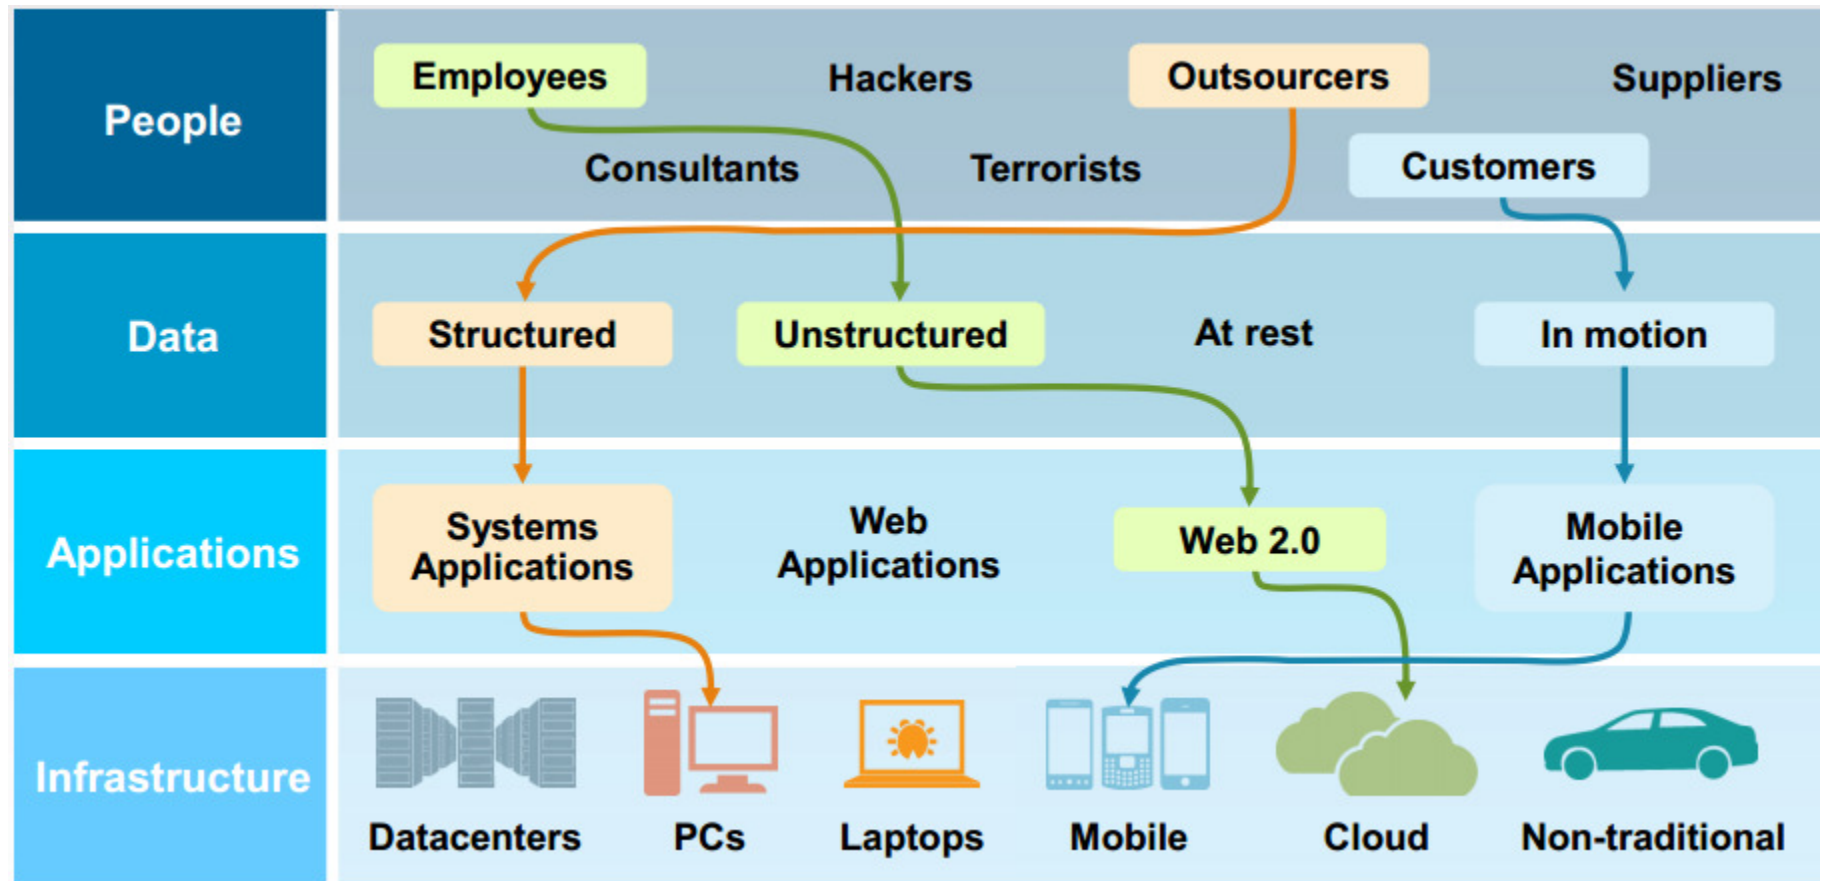 People
Employees
Hackers
Outsourcers
Suppliers
Consultants
Terrorists
Customers
Data
Structured
Unstructured
At rest
In motion
Applications
Systems
Applications
Web
Applications
Web 2.0
Mobile
Applications
Infrastructure
Datacenters
PCs
Laptops
Mobile
Cloud
Non-traditional